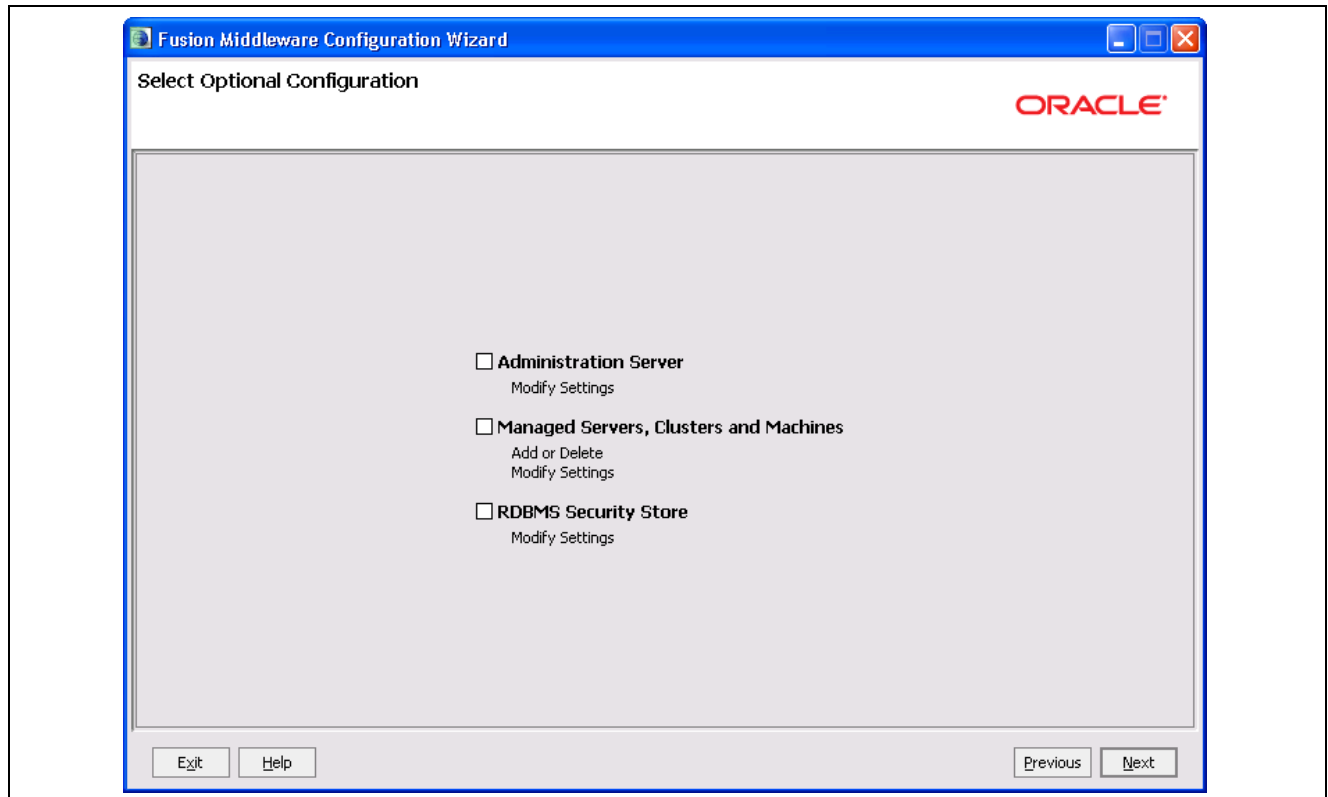 Fusion Middleware Configuration Wizard
Select Optional Configuration
ORACLE
Administration Server
Modify Settings
Managed Servers, Clusters and Machines
Add or Delete
Modify Settings
RDBMS Security Store
Modify Settings
Exit Help Previous Next